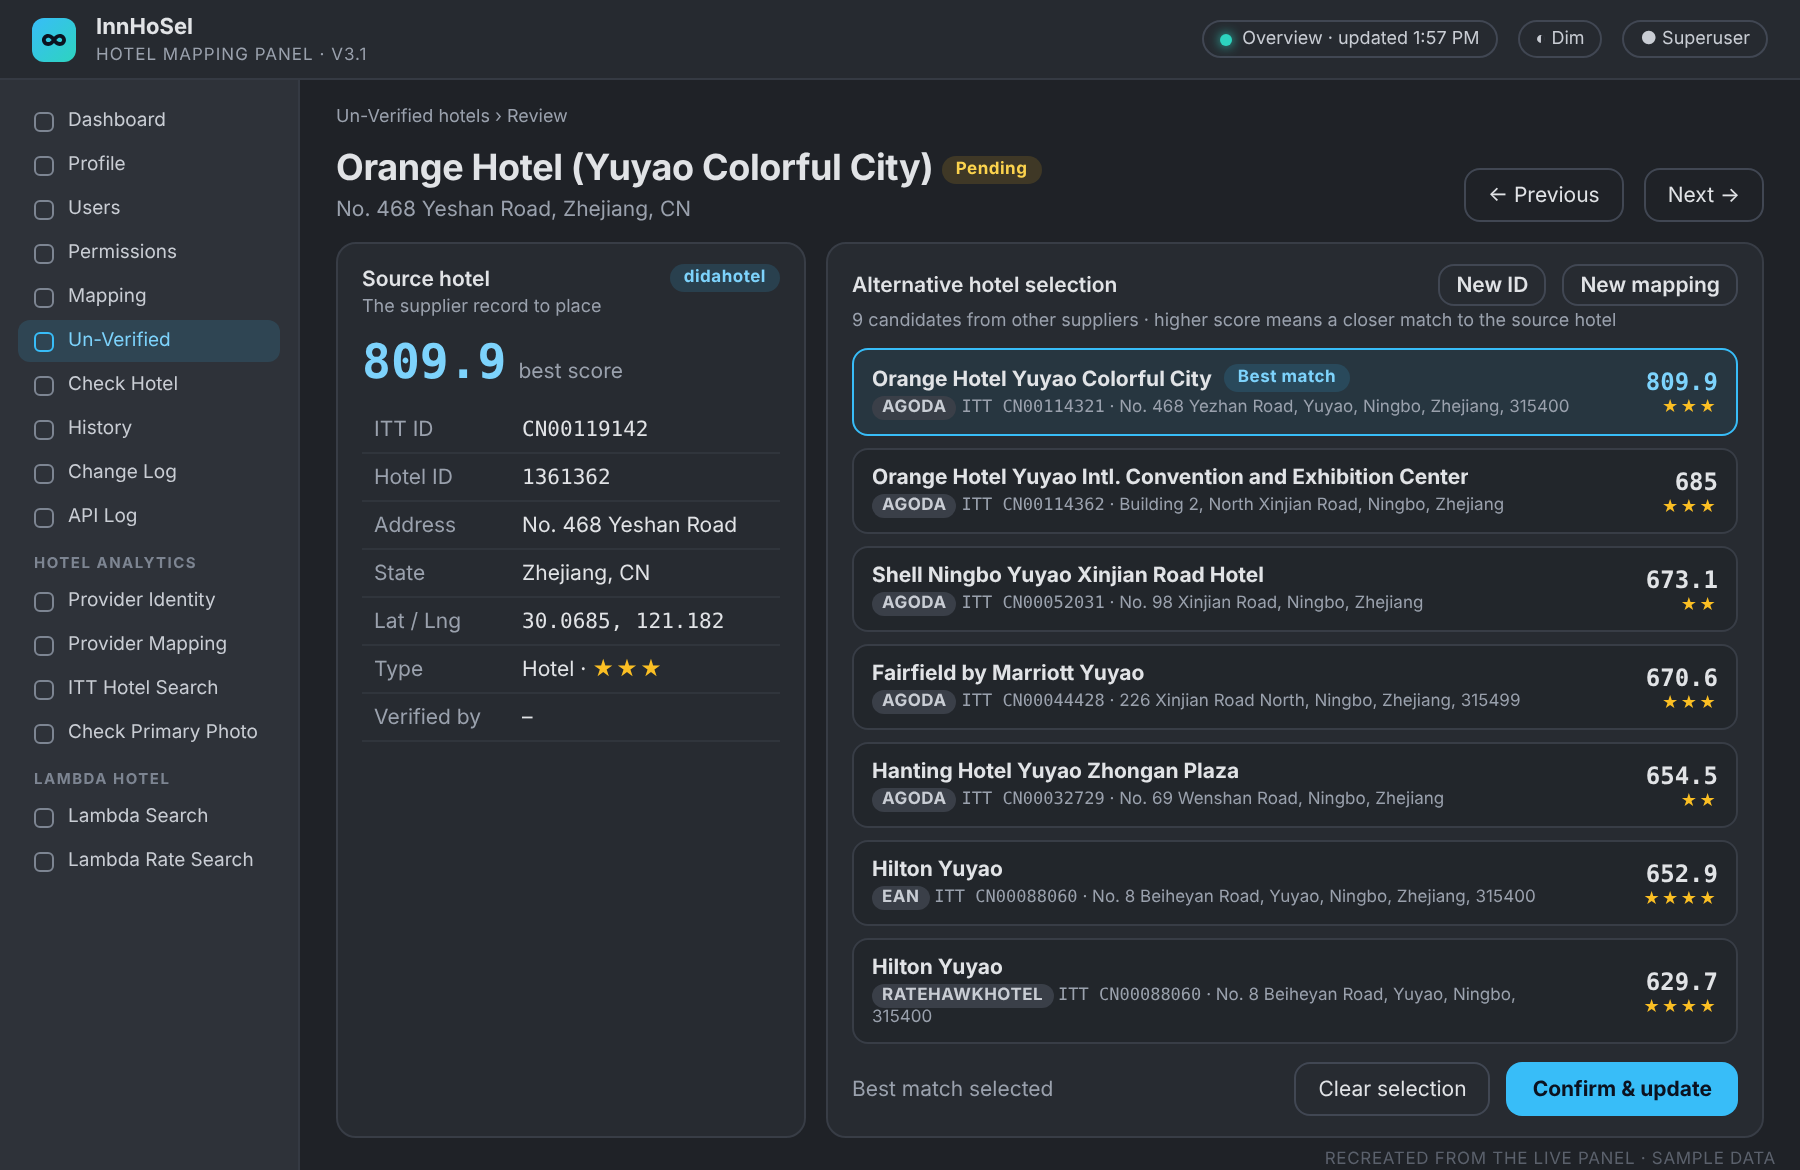 InnHoSel
HOTEL MAPPING PANEL · V3.1
Overview · updated 1:57 PM
Dim
Superuser
Dashboard
Profile
Users
Permissions
Mapping
Un-Verified
Check Hotel
History
Change Log
API Log
HOTEL ANALYTICS
Provider Identity
Provider Mapping
ITT Hotel Search
Check Primary Photo
LAMBDA HOTEL
Lambda Search
Lambda Rate Search
Un-Verified hotels › Review
Orange Hotel (Yuyao Colorful City) Pending
No. 468 Yeshan Road, Zhejiang, CN
← Previous
Next →
Source hotel didahotel
The supplier record to place
809.9 best score
ITT ID CN00119142
Hotel ID 1361362
Address No. 468 Yeshan Road
State Zhejiang, CN
Lat / Lng 30.0685, 121.182
Type Hotel · ★★★
Verified by –
Alternative hotel selection
New ID
New mapping
9 candidates from other suppliers · higher score means a closer match to the source hotel
Orange Hotel Yuyao Colorful City Best match 809.9
AGODA ITT CN00114321 · No. 468 Yezhan Road, Yuyao, Ningbo, Zhejiang, 315400 ★★★
Orange Hotel Yuyao Intl. Convention and Exhibition Center 685
AGODA ITT CN00114362 · Building 2, North Xinjian Road, Ningbo, Zhejiang ★★★
Shell Ningbo Yuyao Xinjian Road Hotel 673.1
AGODA ITT CN00052031 · No. 98 Xinjian Road, Ningbo, Zhejiang ★★
Fairfield by Marriott Yuyao 670.6
AGODA ITT CN00044428 · 226 Xinjian Road North, Ningbo, Zhejiang, 315499 ★★★
Hanting Hotel Yuyao Zhongan Plaza 654.5
AGODA ITT CN00032729 · No. 69 Wenshan Road, Ningbo, Zhejiang ★★
Hilton Yuyao 652.9
EAN ITT CN00088060 · No. 8 Beiheyan Road, Yuyao, Ningbo, Zhejiang, 315400 ★★★★
Hilton Yuyao 629.7
RATEHAWKHOTEL ITT CN00088060 · No. 8 Beiheyan Road, Yuyao, Ningbo, ★★★★
315400
Best match selected
Clear selection
Confirm & update
RECREATED FROM THE LIVE PANEL · SAMPLE DATA